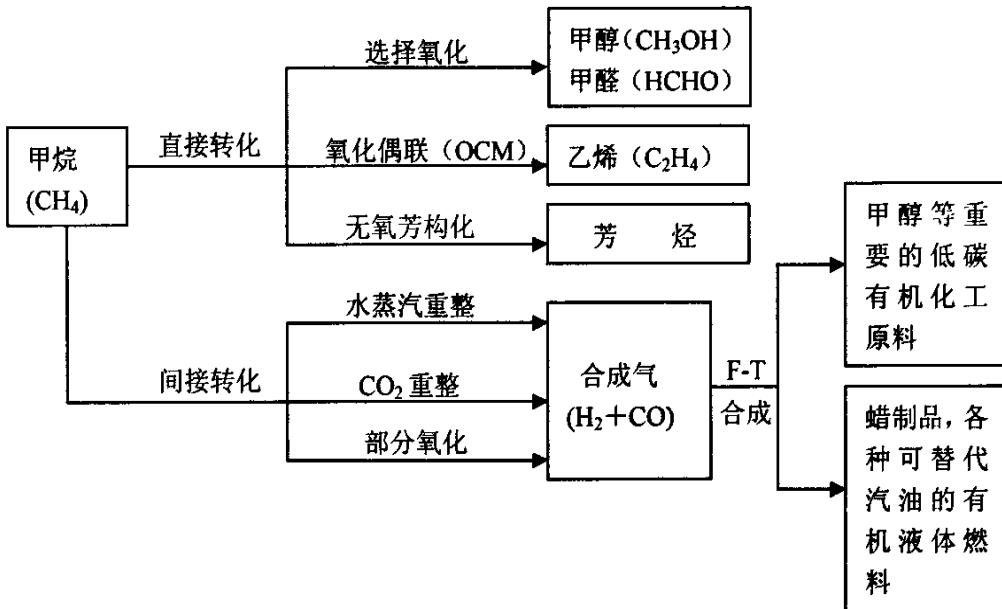 甲烷
(CH₄)
直接转化
选择氧化
甲醇（CH₃OH）
甲醛（HCHO）
氧化偶联（OCM）
乙烯（C₂H₄）
无氧芳构化
芳 烃
间接转化
水蒸汽重整
CO₂ 重整
部分氧化
合成气
(H₂＋CO)
F-T
合成
甲醇等重
要的低碳
有机化工
原料
蜡制品，各
种可替代
汽油的有
机液体燃
料